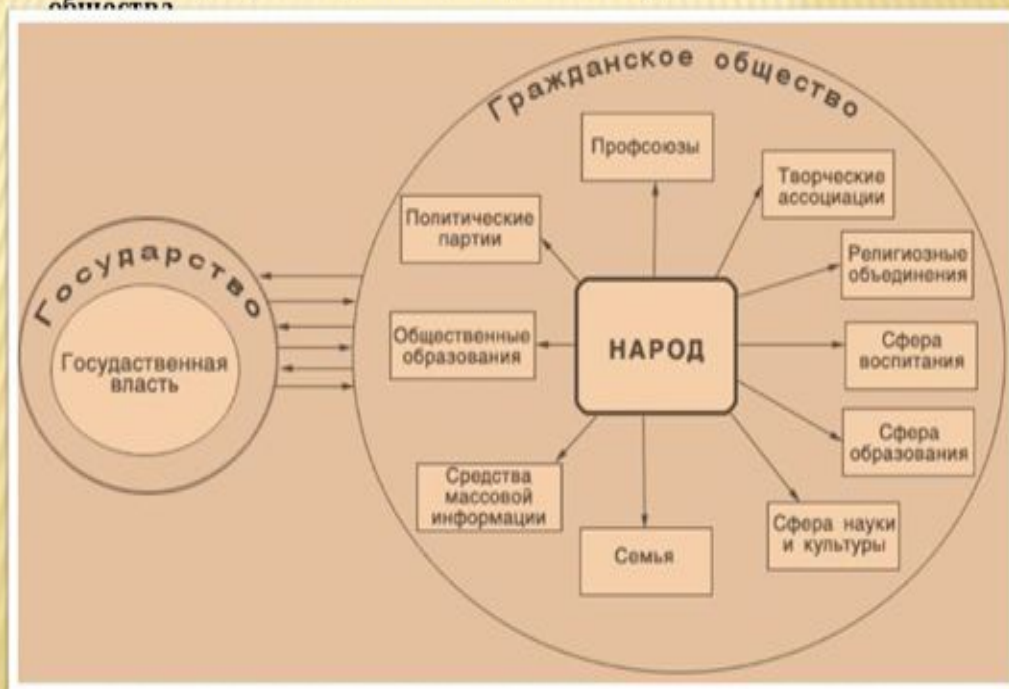 общества
Гражданское общество
Профсоюзы
Творческие
ассоциации
Политические
партии
Религиозные
объединения
Государство
Государственная
власть
Общественные
образования
НАРОД
Сфера
воспитания
Сфера
образования
Средства
массовой
информации
Семья
Сфера науки
и культуры